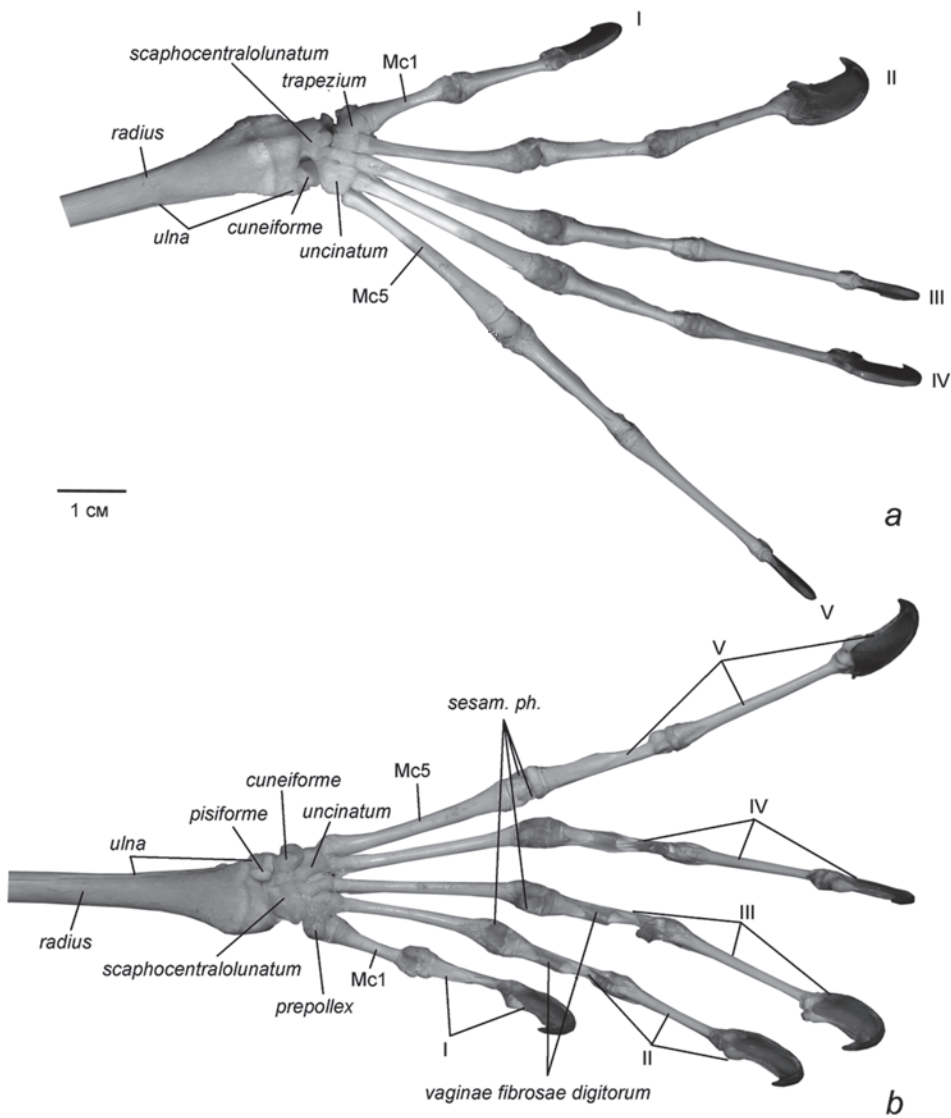 I
scaphocentralolunatum
Mc1
trapezium
II
radius
ulna
cuneiforme
uncinatum
Mc5
III
IV
1 см
a
V
V
sesam. ph.
Mc5
cuneiforme
pisiforme
uncinatum
IV
ulna
III
radius
scaphocentralolunatum
Mc1
prepollex
I
II
vaginae fibrosae digitorum
b